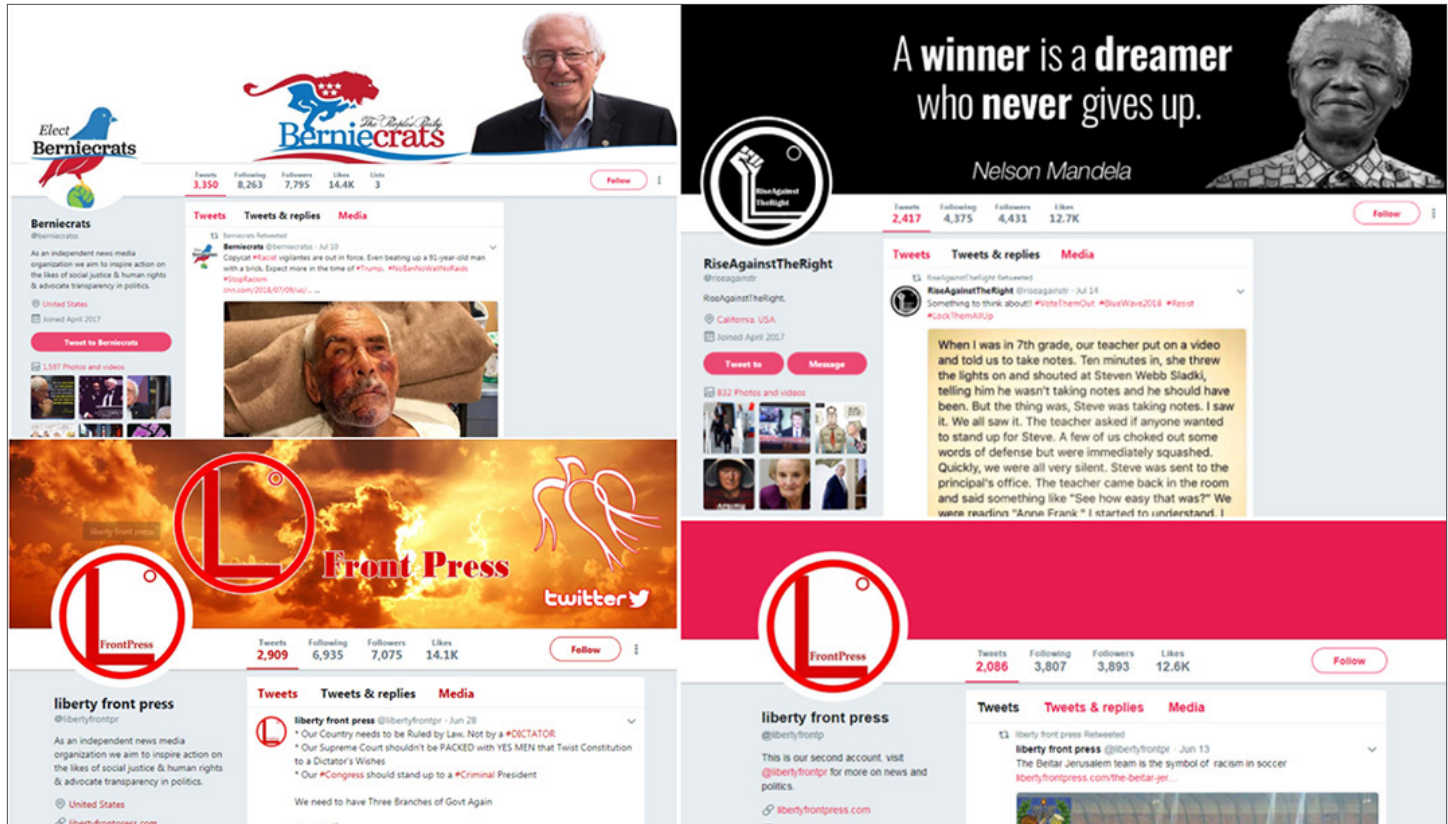 Elect
Berniecrats
The People's Party
Berniecrats
Tweets Following Followers Likes Lists
3,350 8,263 7,795 14.4K 3
Follow
Berniecrats
@berniecratss
As an independent news media
organization we aim to inspire action on
the likes of social justice & human rights
& advocate transparency in politics.
United States
Joined April 2017
Tweet to Berniecrats
1,597 Photos and videos
Tweets Tweets & replies Media
Berniecrats Retweeted
Berniecrats @berniecratss · Jul 10
Copycat #Racist vigilantes are out in force. Even beating up a 91-year-old man
with a brick. Expect more in the time of #Trump. #NoBanNoWallNoRaids
#StopRacism
cnn.com/2018/07/09/us/... ...
A winner is a dreamer
who never gives up.
Nelson Mandela
RiseAgainst
TheRight
Tweets Following Followers Likes
2,417 4,375 4,431 12.7K
Follow
RiseAgainstTheRight
@riseagainstr
RiseAgainstTheRight.
California, USA
Joined April 2017
Tweet to Message
832 Photos and videos
Tweets Tweets & replies Media
RiseAgainstTheRight Retweeted
RiseAgainstTheRight @riseagainstr · Jul 14
Something to think about!! #VoteThemOut #BlueWave2018 #Resist
#LockThemAllUp
When I was in 7th grade, our teacher put on a video
and told us to take notes. Ten minutes in, she threw
the lights on and shouted at Steven Webb Sladki,
telling him he wasn't taking notes and he should have
been. But the thing was, Steve was taking notes. I saw
it. We all saw it. The teacher asked if anyone wanted
to stand up for Steve. A few of us choked out some
words of defense but were immediately squashed.
Quickly, we were all very silent. Steve was sent to the
principal's office. The teacher came back in the room
and said something like "See how easy that was?" We
were reading "Anne Frank." I started to understand. I
liberty front press
L Front Press
twitter
FrontPress
Tweets Following Followers Likes
2,909 6,935 7,075 14.1K
Follow
liberty front press
@libertyfrontpr
As an independent news media
organization we aim to inspire action on
the likes of social justice & human rights
& advocate transparency in politics.
United States
libertyfrontpress.com
Tweets Tweets & replies Media
liberty front press @libertyfrontpr · Jun 28
* Our Country needs to be Ruled by Law, Not by a #DICTATOR
* Our Supreme Court shouldn't be PACKED with YES MEN that Twist Constitution
to a Dictator's Wishes
* Our #Congress should stand up to a #Criminal President
We need to have Three Branches of Govt Again
FrontPress
Tweets Following Followers Likes
2,086 3,807 3,893 12.6K
Follow
liberty front press
@libertyfrontp
This is our second account. visit
@libertyfrontpr for more on news and
politics.
libertyfrontpress.com
Tweets Tweets & replies Media
liberty front press Retweeted
liberty front press @libertyfrontpr · Jun 13
The Beitar Jerusalem team is the symbol of racism in soccer
libertyfrontpress.com/the-beitar-jer...